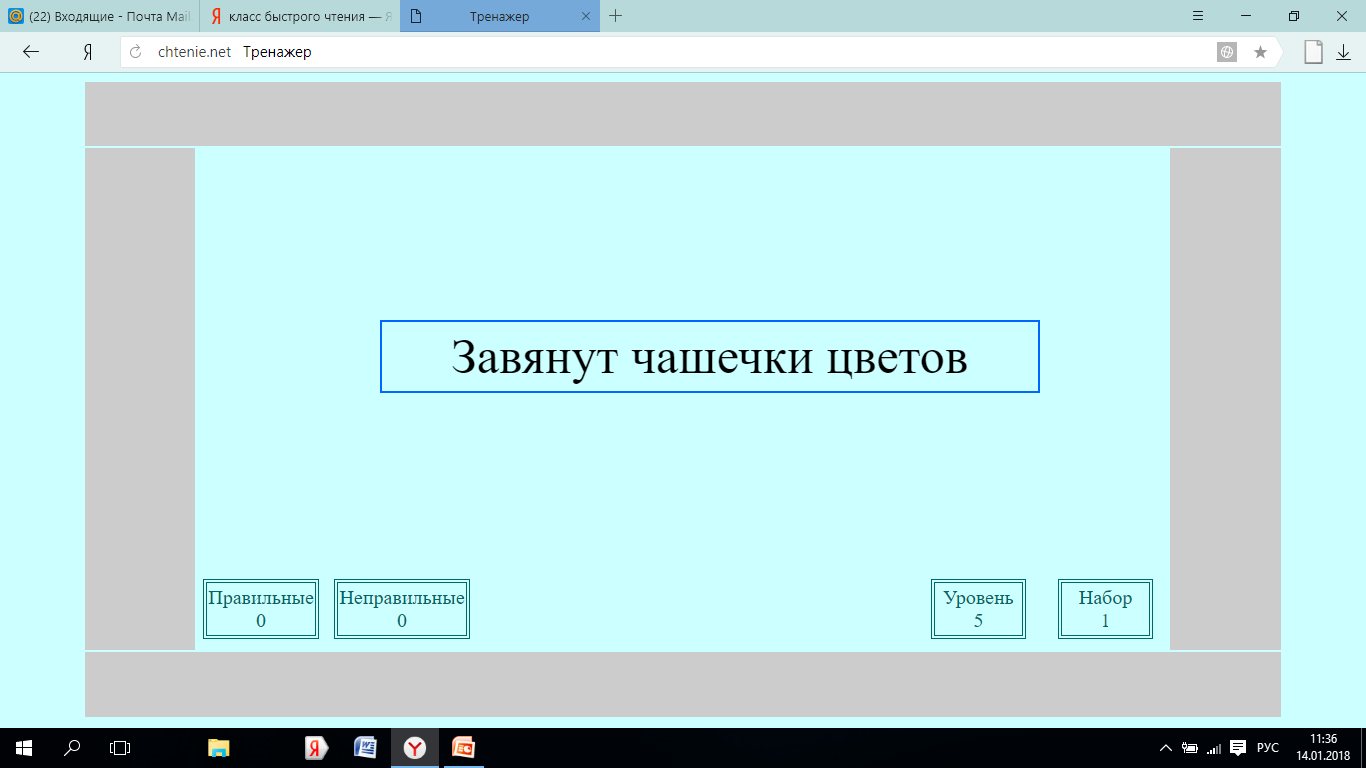 (22) Входящие - Почта Mail
класс быстрого чтения — Я
Тренажер
chtenie.net Тренажер
Завянут чашечки цветов
Правильные
0
Неправильные
0
Уровень
5
Набор
1
РУС
11:36
14.01.2018